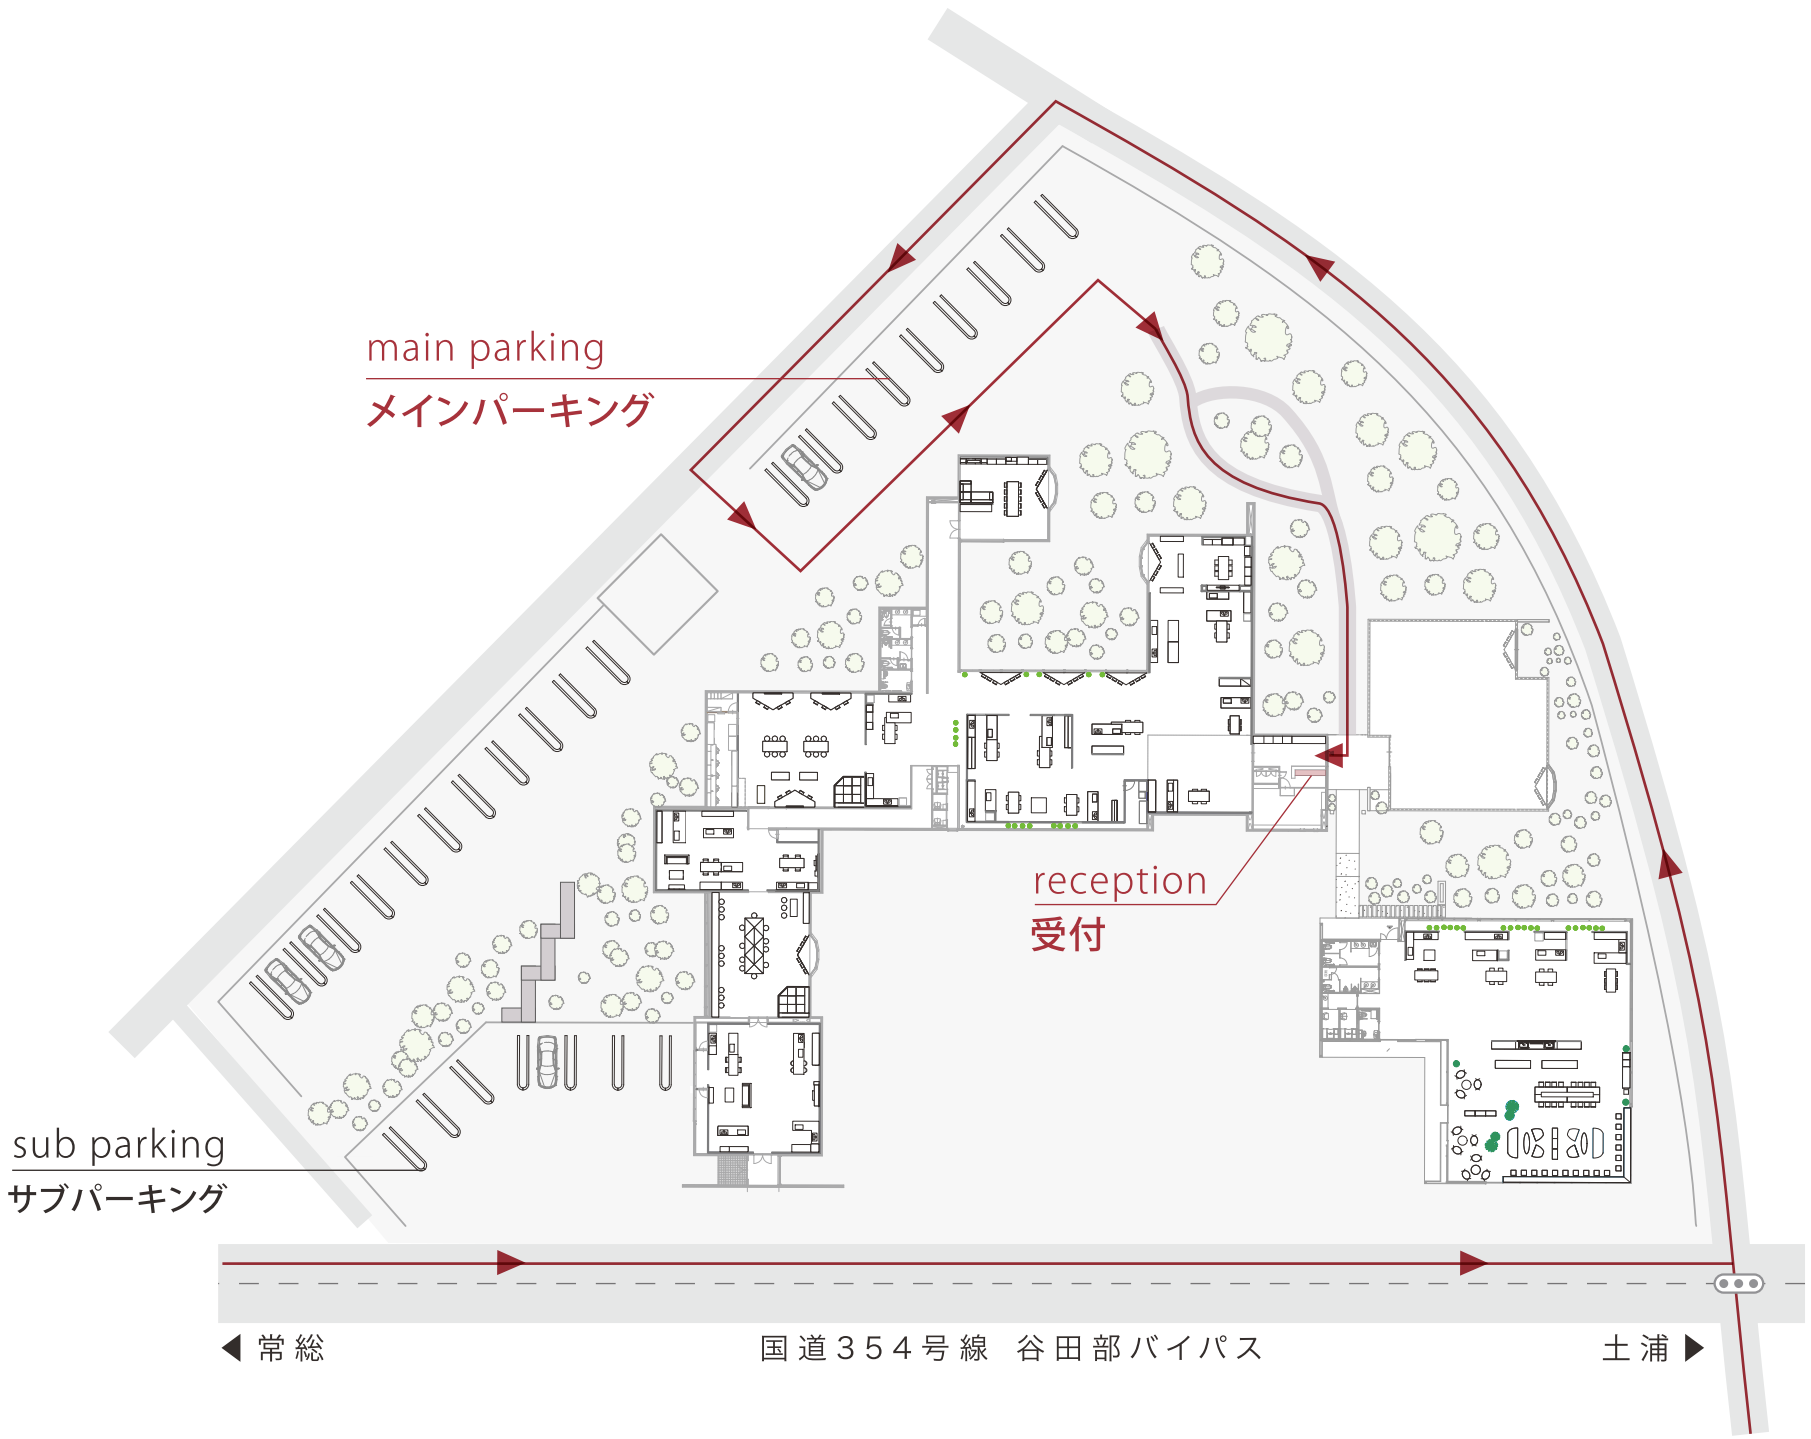 main parking
メインパーキング
reception
受付
sub parking
サブパーキング
常総
国道354号線 谷田部バイパス
土浦